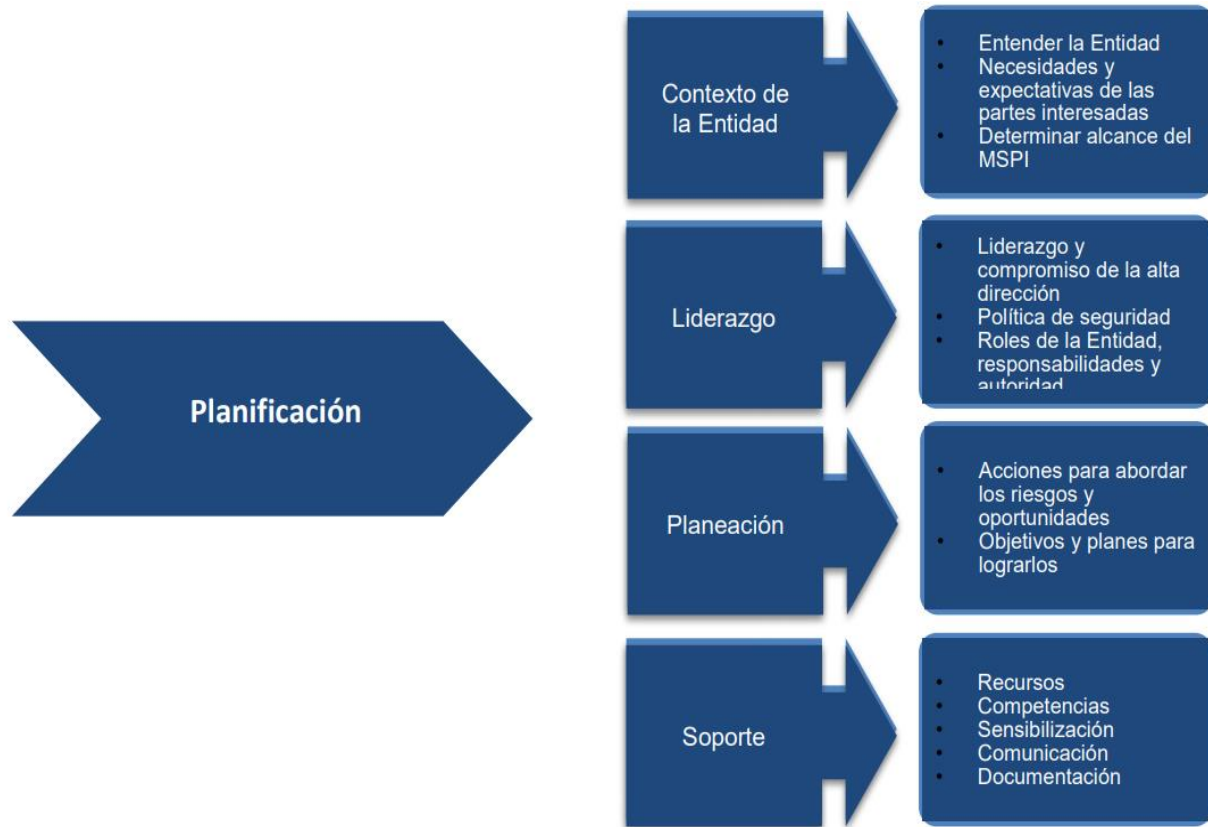 Planificación
Contexto de
la Entidad
Entender la Entidad
Necesidades y
expectativas de las
partes interesadas
Determinar alcance del
MSPI
Liderazgo
Liderazgo y
compromiso de la alta
dirección
Política de seguridad
Roles de la Entidad,
responsabilidades y
autoridad
Planeación
Acciones para abordar
los riesgos y
oportunidades
Objetivos y planes para
lograrlos
Soporte
Recursos
Competencias
Sensibilización
Comunicación
Documentación